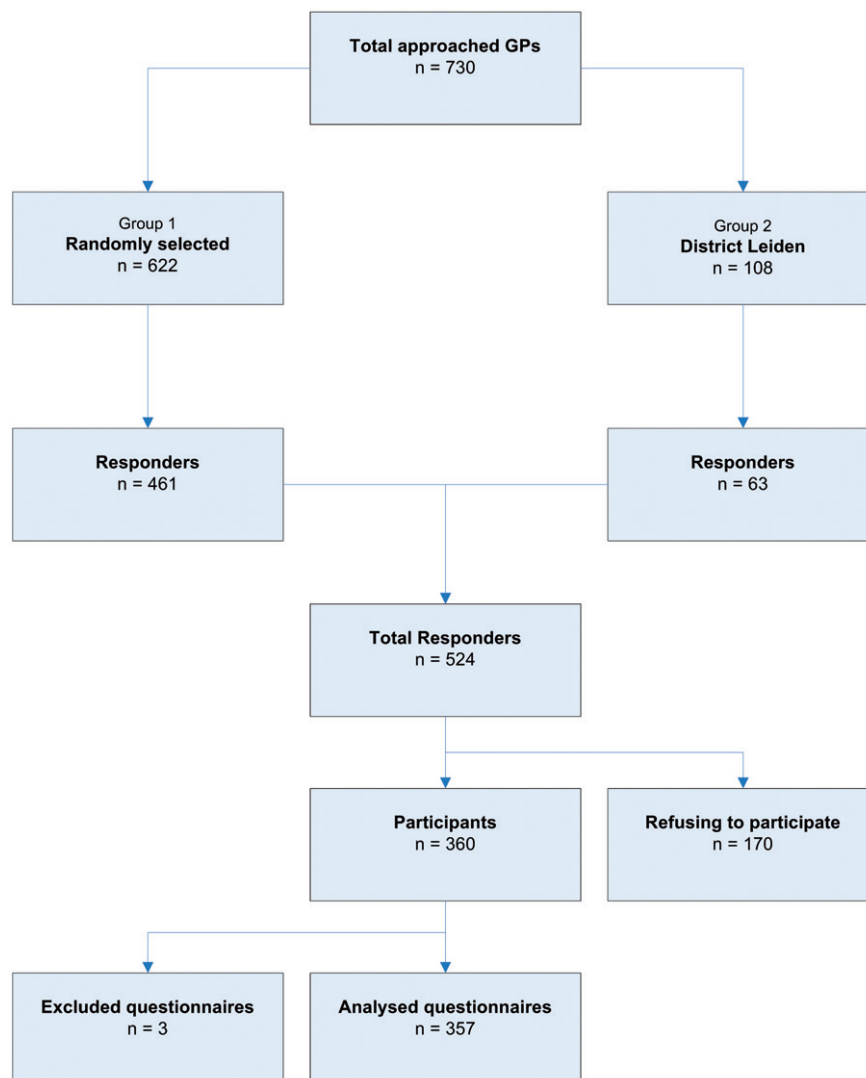 Total approached GPs
n = 730
Group 1
Randomly selected
n = 622
Group 2
District Leiden
n = 108
Responders
n = 461
Responders
n = 63
Total Responders
n = 524
Participants
n = 360
Refusing to participate
n = 170
Excluded questionnaires
n = 3
Analysed questionnaires
n = 357